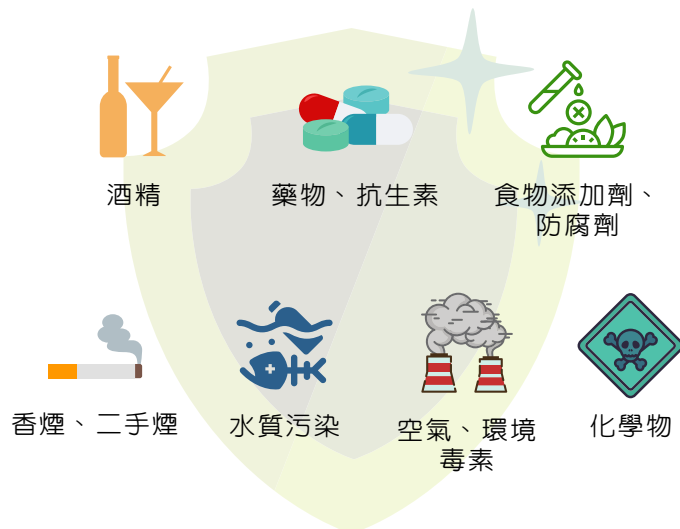 酒精
藥物、抗生素
食物添加劑、
防腐劑
香煙、二手煙
水質污染
空氣、環境
毒素
化學物